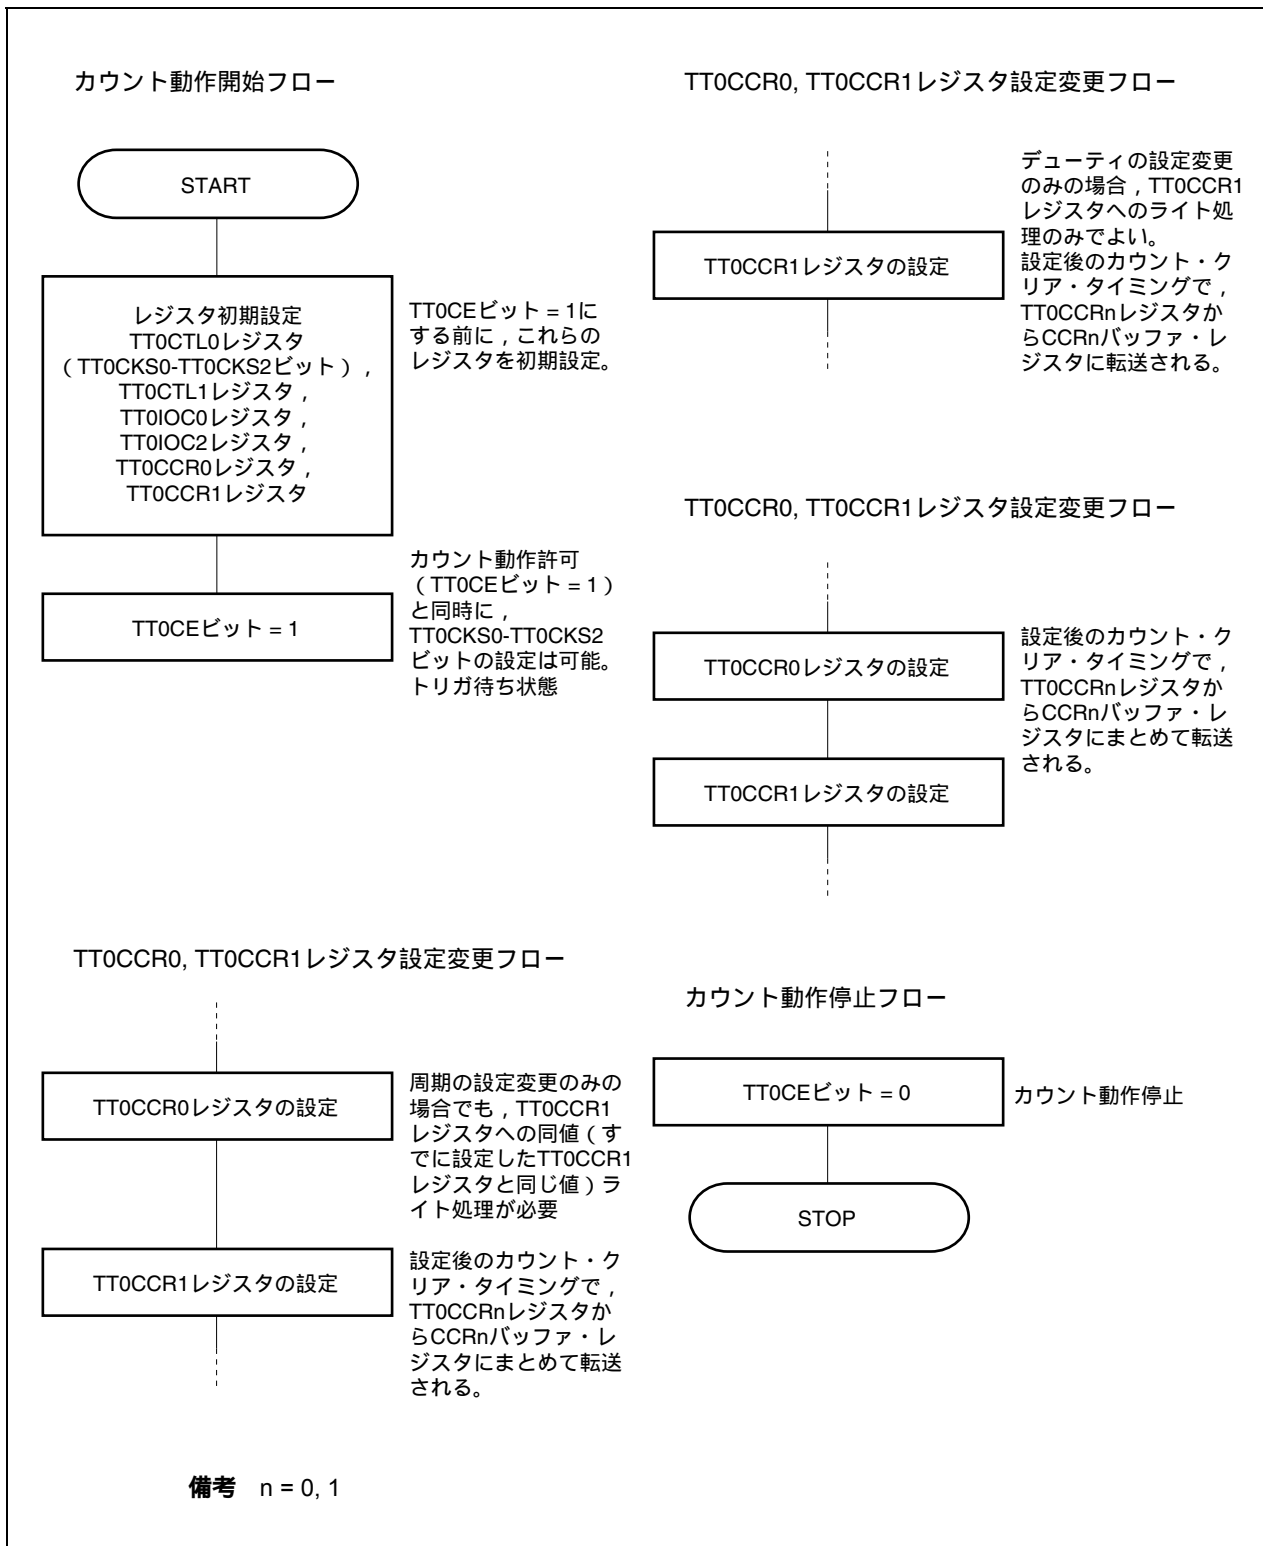 カウント動作開始フロー
START
レジスタ初期設定
TT0CTL0レジスタ
（TT0CKS0-TT0CKS2ビット），
TT0CTL1レジスタ，
TT0IOC0レジスタ，
TT0IOC2レジスタ，
TT0CCR0レジスタ，
TT0CCR1レジスタ
TT0CEビット = 1に
する前に，これらの
レジスタを初期設定。
TT0CEビット = 1
カウント動作許可
（TT0CEビット = 1）
と同時に，
TT0CKS0-TT0CKS2
ビットの設定は可能。
トリガ待ち状態
TT0CCR0, TT0CCR1レジスタ設定変更フロー
TT0CCR0レジスタの設定
周期の設定変更のみの
場合でも，TT0CCR1
レジスタへの同値（す
でに設定したTT0CCR1
レジスタと同じ値）ラ
イト処理が必要
TT0CCR1レジスタの設定
設定後のカウント・ク
リア・タイミングで，
TT0CCRnレジスタか
らCCRnバッファ・レ
ジスタにまとめて転送
される。
TT0CCR0, TT0CCR1レジスタ設定変更フロー
TT0CCR1レジスタの設定
デューティの設定変更
のみの場合，TT0CCR1
レジスタへのライト処
理のみでよい。
設定後のカウント・ク
リア・タイミングで，
TT0CCRnレジスタか
らCCRnバッファ・レ
ジスタに転送される。
TT0CCR0, TT0CCR1レジスタ設定変更フロー
TT0CCR0レジスタの設定
設定後のカウント・ク
リア・タイミングで，
TT0CCRnレジスタか
らCCRnバッファ・レ
ジスタにまとめて転送
される。
TT0CCR1レジスタの設定
カウント動作停止フロー
TT0CEビット = 0
カウント動作停止
STOP
備考 n = 0, 1